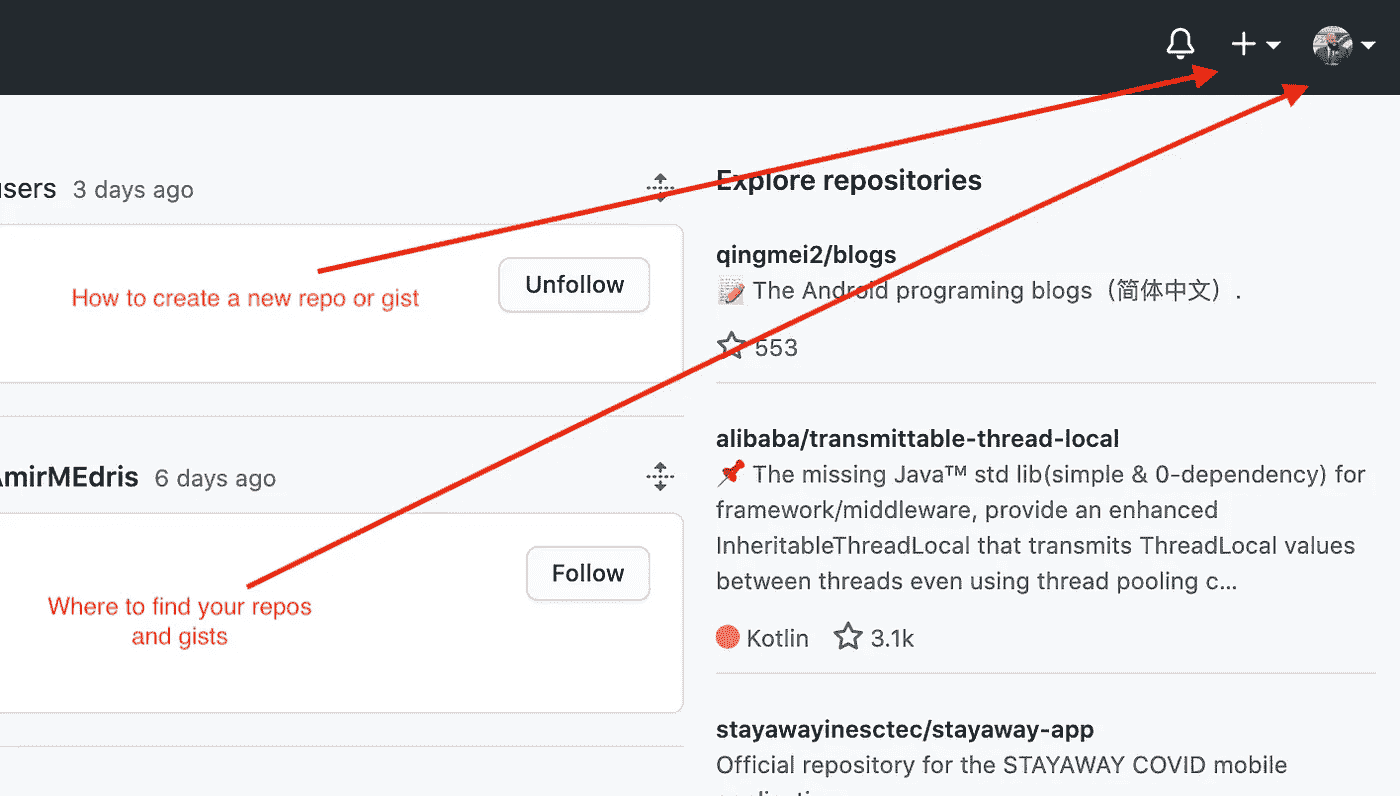 3 days ago
How to create a new repo or gist
Unfollow
6 days ago
Where to find your repos
and gists
Follow
Explore repositories
qingmei2/blogs
The Android programing blogs（简体中文）.
553
alibaba/transmittable-thread-local
The missing Java™ std lib(simple & 0-dependency) for
framework/middleware, provide an enhanced
InheritableThreadLocal that transmits ThreadLocal values
between threads even using thread pooling c...
Kotlin 3.1k
stayawayinesctec/stayaway-app
Official repository for the STAYAWAY COVID mobile